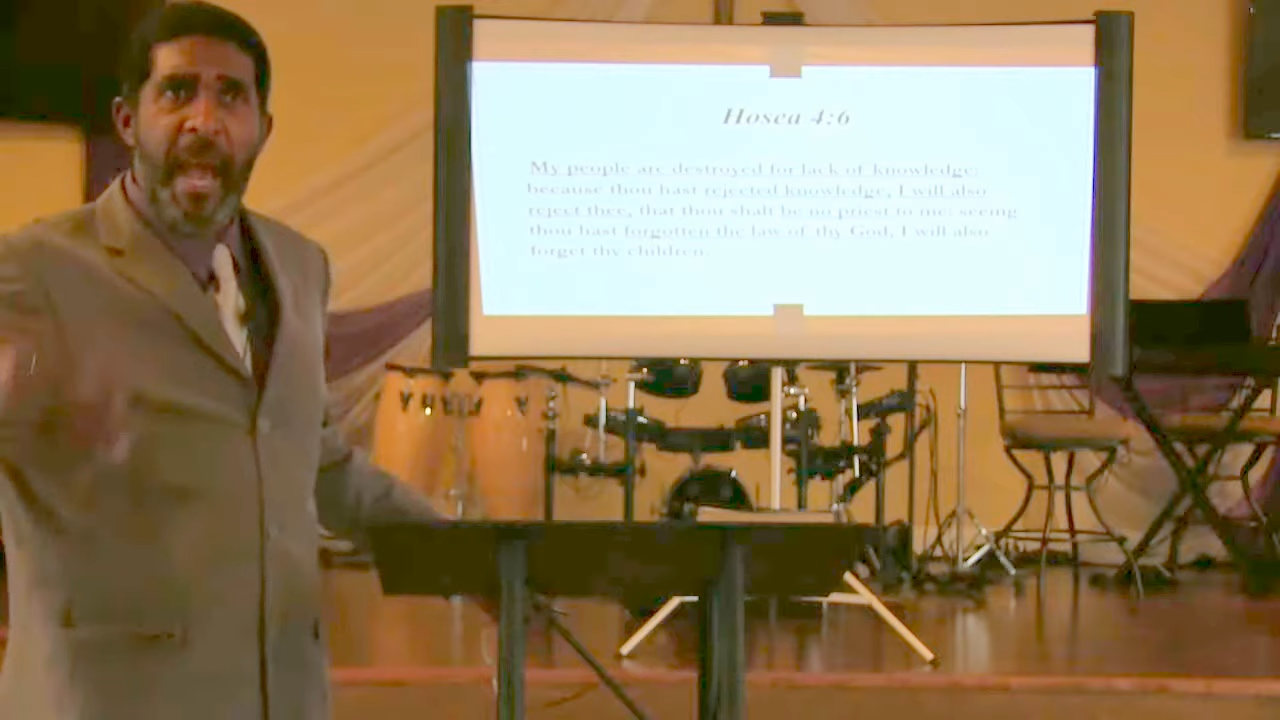 Hosea 4:6
My people are destroyed for lack of knowledge:
because thou hast rejected knowledge, I will also
reject thee, that thou shalt be no priest to me: seeing
thou hast forgotten the law of thy God, I will also
forget thy children.